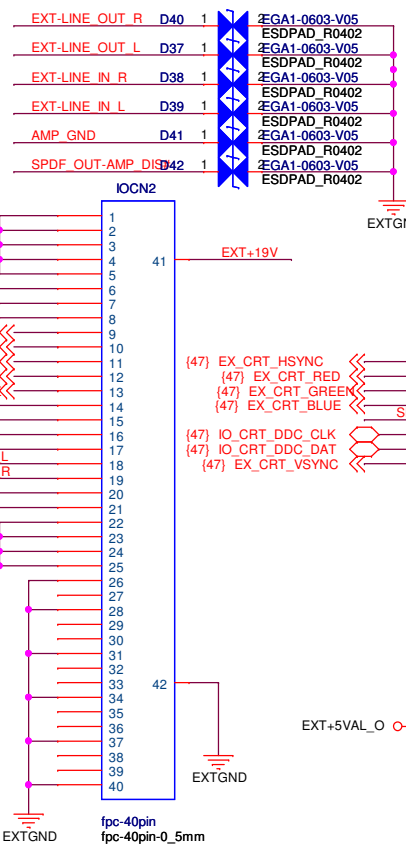 EXT-LINE_OUT_R D40 1 2 EGA1-0603-V05
ESDPAD_R0402
EXT-LINE_OUT_L D37 1 2 EGA1-0603-V05
ESDPAD_R0402
EXT-LINE_IN_R D38 1 2 EGA1-0603-V05
ESDPAD_R0402
EXT-LINE_IN_L D39 1 2 EGA1-0603-V05
ESDPAD_R0402
AMP_GND D41 1 2 EGA1-0603-V05
ESDPAD_R0402
SPDF_OUT-AMP_DIS D42 1 2 EGA1-0603-V05
ESDPAD_R0402
IOCN2
EXTG
1
2
3
4
5
6
7
8
9
10
11
12
13
14
15
16
17
18
19
20
21
22
23
24
25
26
27
28
29
30
31
32
33
34
35
36
37
38
39
40
41
EXT+19V
42
L
R
{47} EX_CRT_HSYNC
{47} EX_CRT_RED
{47} EX_CRT_GREEN
{47} EX_CRT_BLUE
S
{47} IO_CRT_DDC_CLK
{47} IO_CRT_DDC_DAT
{47} EX_CRT_VSYNC
EXT+5VAL_O
EXTGND
EXTGND
fpc-40pin
fpc-40pin-0_5mm